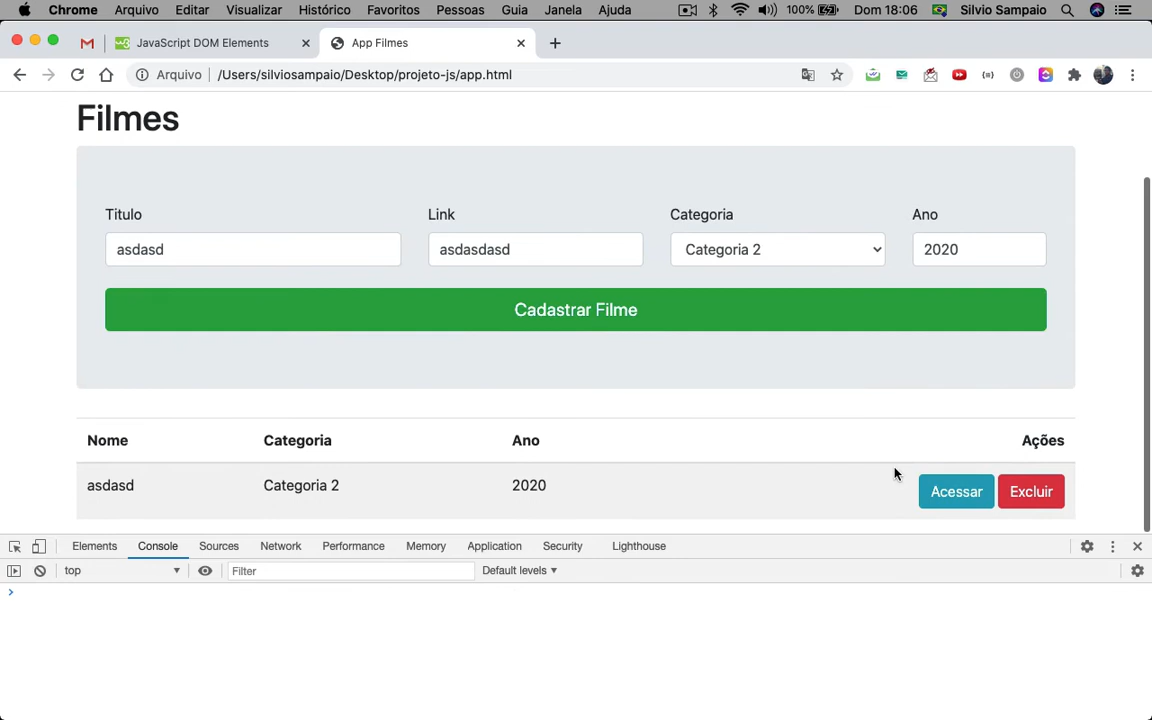 Chrome Arquivo Editar Visualizar Histórico Favoritos Pessoas Guia Janela Ajuda 100% Dom 18:06 Silvio Sampaio
JavaScript DOM Elements App Filmes
Arquivo /Users/silviosampaio/Desktop/projeto-js/app.html
Filmes
Titulo Link Categoria Ano
asdasd asdasdasd Categoria 2 2020
Cadastrar Filme
Nome Categoria Ano Ações
asdasd Categoria 2 2020 Acessar Excluir
Elements Console Sources Network Performance Memory Application Security Lighthouse
top Filter Default levels